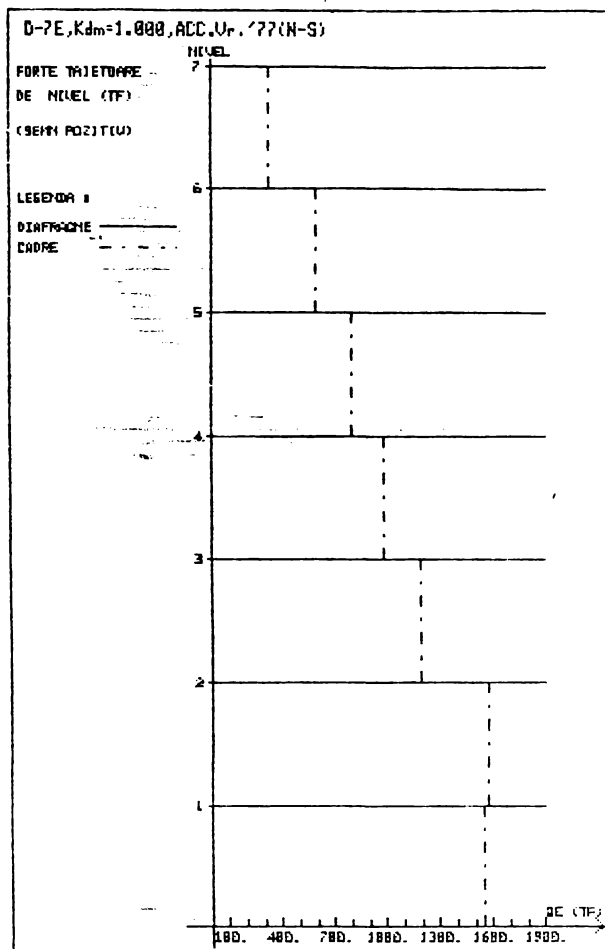 D-7E,Kdm=1.000,ACC.Vr.'77(N-S)
NIVEL
FORTE TAIETOARE
DE NIVEL (TF)
(SEMN POZITIV)
LEGENDA :
DIAFRAGME
CADRE
7
6
5
4
3
2
1
QE (TF)
100. 400. 700. 1000. 1300. 1600. 1900.